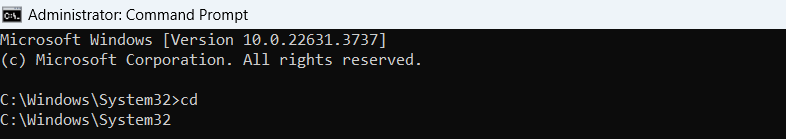 Administrator: Command Prompt
Microsoft Windows [Version 10.0.22631.3737]
(c) Microsoft Corporation. All rights reserved.
C:\Windows\System32>cd
C:\Windows\System32